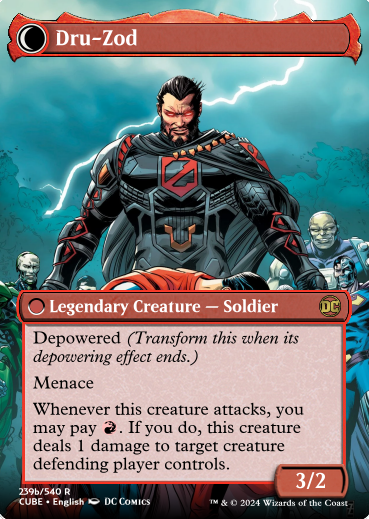 Dru-Zod
Legendary Creature — Soldier
DC
Depowered (Transform this when its
depowering effect ends.)
Menace
Whenever this creature attacks, you
may pay R. If you do, this creature
deals 1 damage to target creature
defending player controls.
3/2
239b/540 R
CUBE • English DC Comics
™ & © 2024 Wizards of the Coast